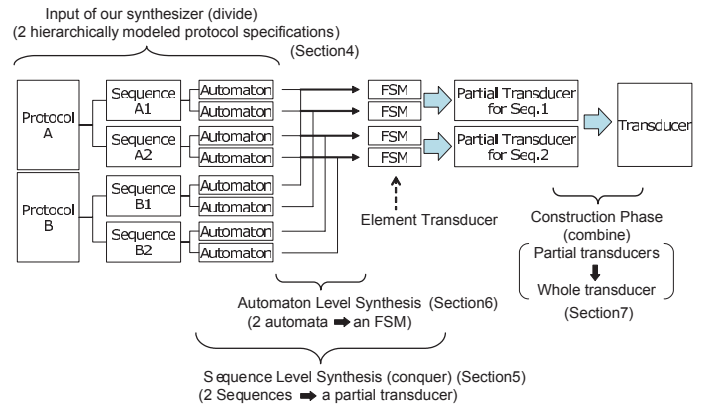 Input of our synthesizer (divide)
(2 hierarchically modeled protocol specifications)
(Section4)
Protocol
A
Sequence
A1
Automaton
Automaton
Sequence
A2
Automaton
Automaton
Protocol
B
Sequence
B1
Automaton
Automaton
Sequence
B2
Automaton
Automaton
FSM
FSM
FSM
FSM
Partial Transducer
for Seq.1
Partial Transducer
for Seq.2
Transducer
Element Transducer
Construction Phase
(combine)
Partial transducers
Whole transducer
(Section7)
Automaton Level Synthesis (Section6)
(2 automata ➡ an FSM)
Sequence Level Synthesis (conquer) (Section5)
(2 Sequences ➡ a partial transducer)